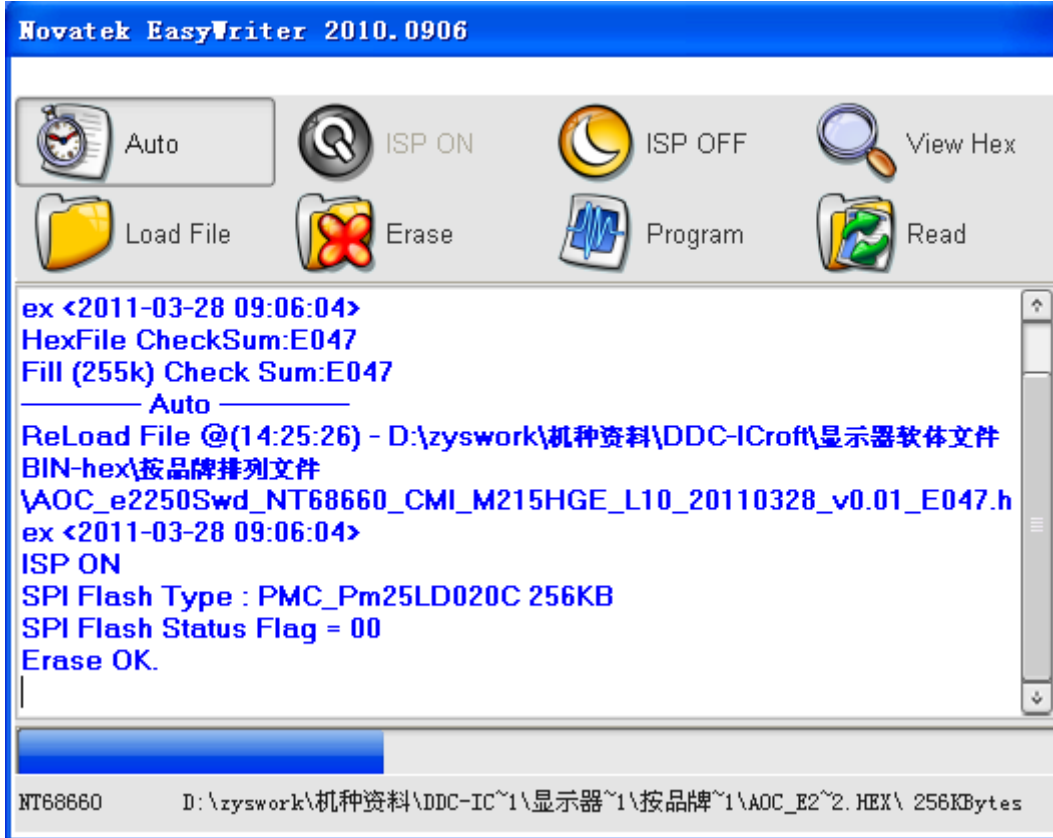 Novatek EasyWriter 2010.0906
Auto
ISP ON
ISP OFF
View Hex
Load File
Erase
Program
Read
ex <2011-03-28 09:06:04>
HexFile CheckSum:E047
Fill (255k) Check Sum:E047
———— Auto ————
ReLoad File @(14:25:26) - D:\zyswork\机种资料\DDC-ICroft\显示器软体文件
BIN-hex\按品牌排列文件
\AOC_e2250Swd_NT68660_CMI_M215HGE_L10_20110328_v0.01_E047.h
ex <2011-03-28 09:06:04>
ISP ON
SPI Flash Type : PMC_Pm25LD020C 256KB
SPI Flash Status Flag = 00
Erase OK.
NT68660 D:\zyswork\机种资料\DDC-IC~1\显示器~1\按品牌~1\AOC_E2~2.HEX\ 256KBytes